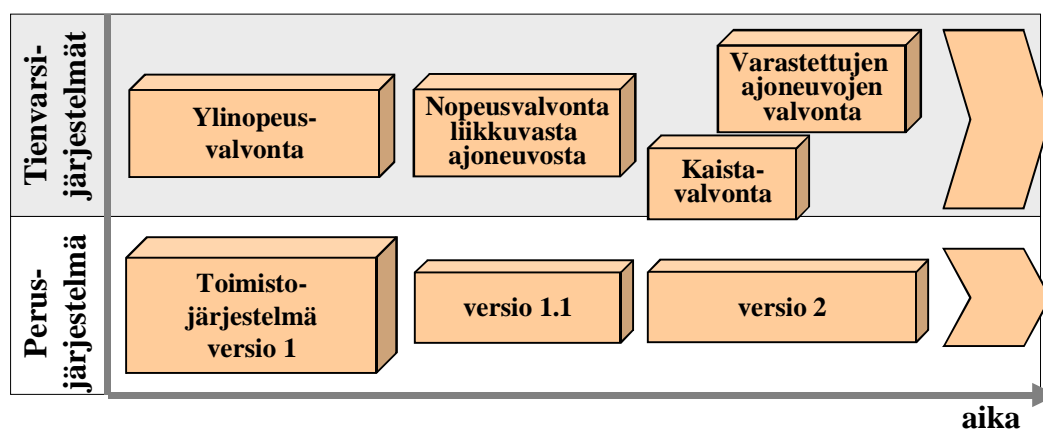 Tienvarsi-
järjestelmät
Ylinopeus-
valvonta
Nopeusvalvonta
liikkuvasta
ajoneuvosta
Varastettujen
ajoneuvojen
valvonta
Kaista-
valvonta
Perus-
järjestelmä
Toimisto-
järjestelmä
versio 1
versio 1.1
versio 2
aika